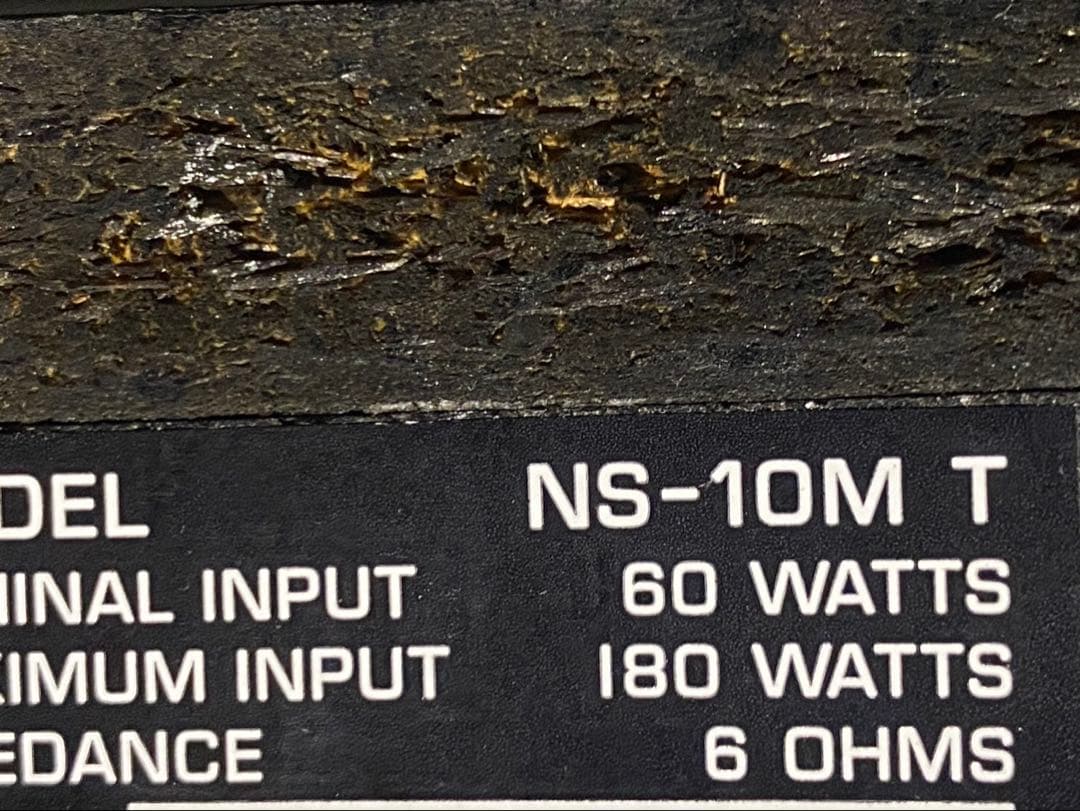 DEL NS-10M T
INAL INPUT 60 WATTS
IMUM INPUT 180 WATTS
EDANCE 6 OHMS